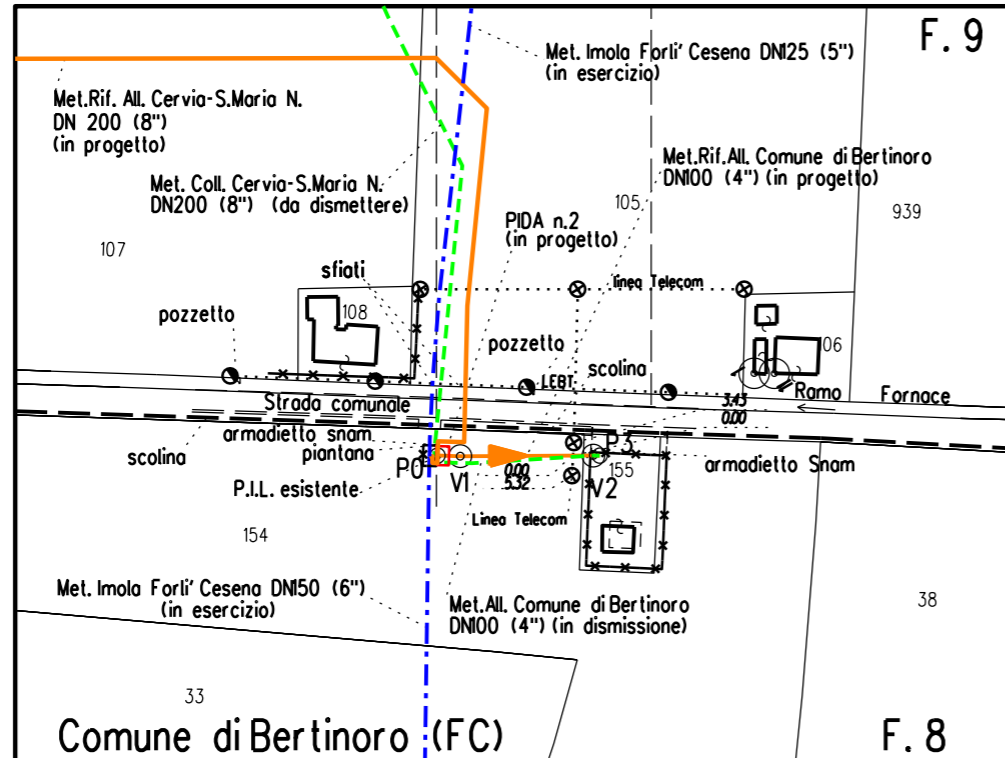 F. 9
Met. Imola Forli' Cesena DN125 (5")
(in esercizio)
Met.Rif. All. Cervia-S.Maria N.
DN 200 (8")
(in progetto)
Met.Rif.All. Comune di Bertinoro
DN100 (4") (in progetto)
Met. Coll. Cervia-S.Maria N.
DN200 (8") (da dismettere)
105
939
PIDA n.2
(in progetto)
107
sfiati
linea Telecom
pozzetto
108
pozzetto
106
scolina
LEBT
Ramo
Fornace
3.43
0.00
Strada comunale
armadietto snam
piantana
scolina
P0
V1
0.00
5.32
P3
V2
155
armadietto Snam
P.I.L. esistente
Linea Telecom
154
Met. Imola Forli' Cesena DN150 (6")
(in esercizio)
Met.All. Comune di Bertinoro
DN100 (4") (in dismissione)
38
33
Comune di Bertinoro (FC)
F. 8